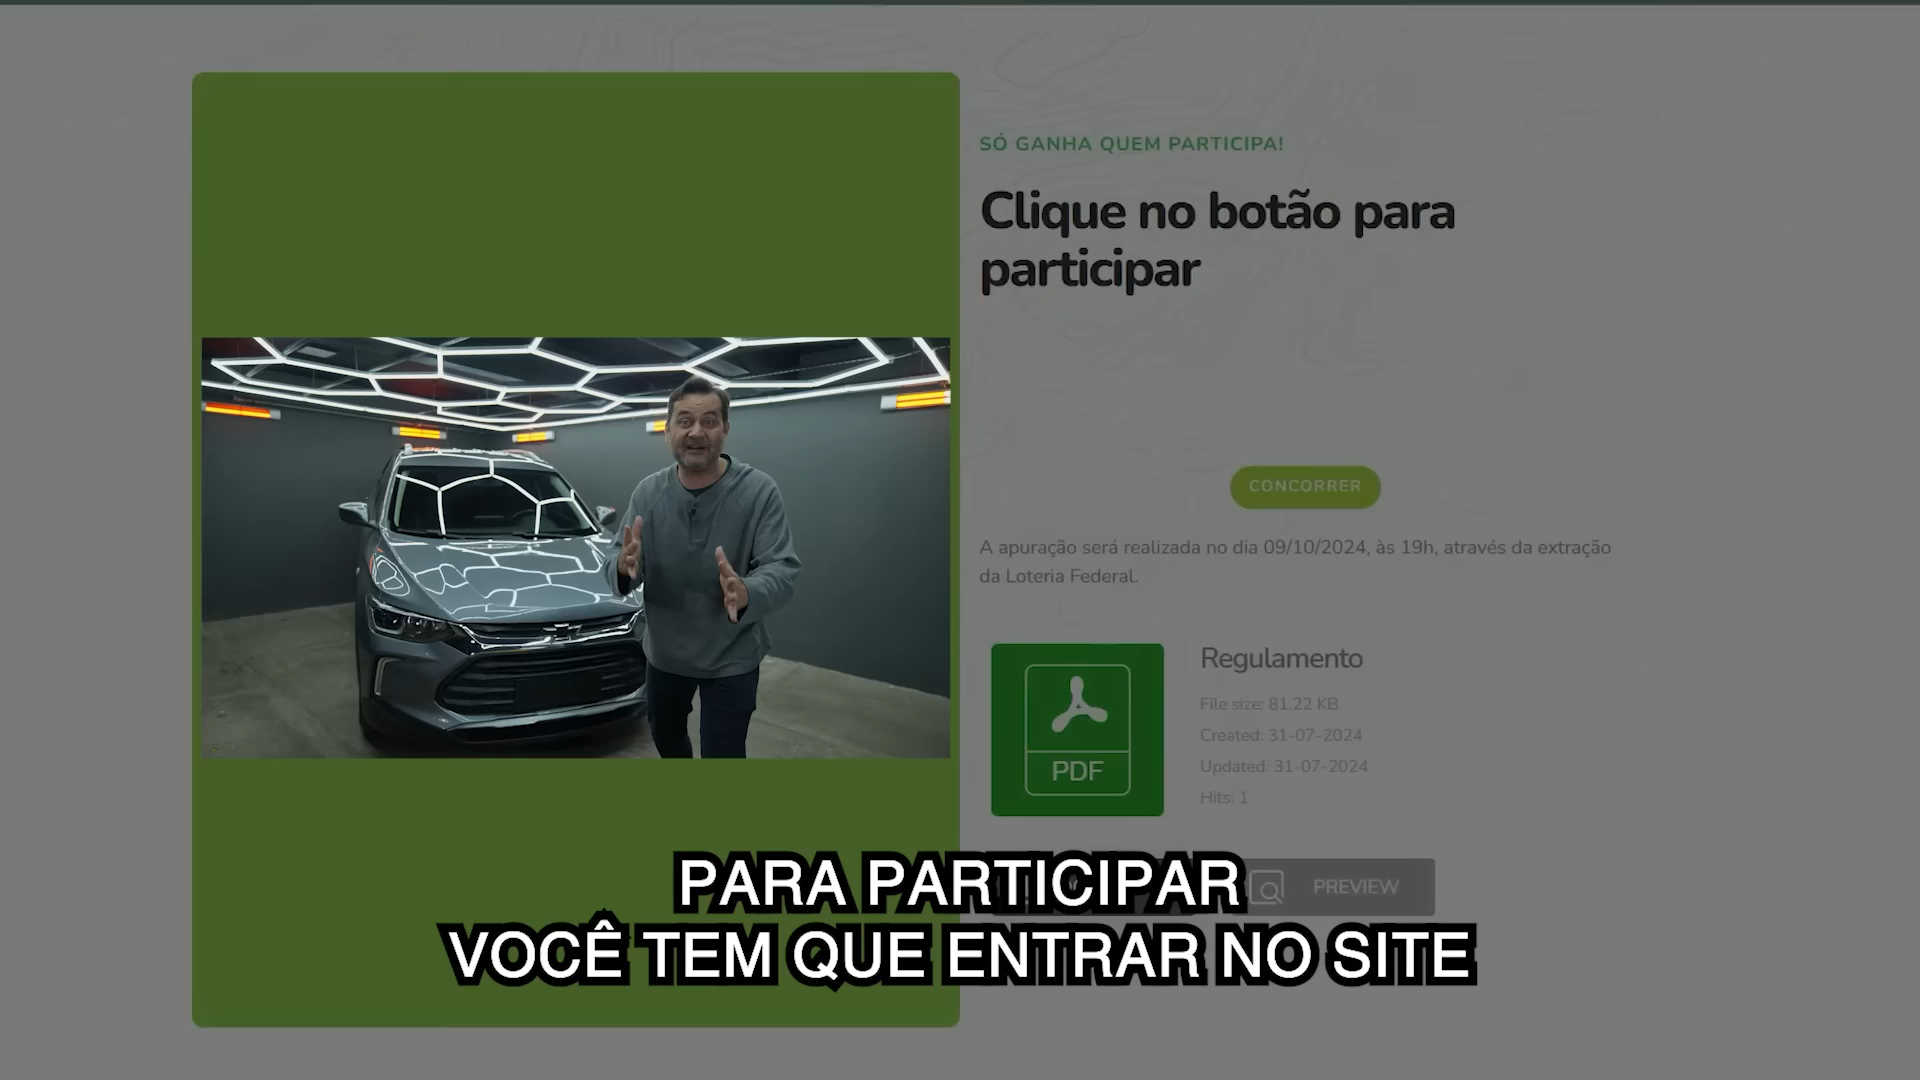 SÓ GANHA QUEM PARTICIPA!
Clique no botão para
participar
CONCORRER
A apuração será realizada no dia 09/10/2024, às 19h, através da extração
da Loteria Federal.
PDF
Regulamento
File size: 81.22 KB
Created: 31-07-2024
Updated: 31-07-2024
Hits: 1
PREVIEW
PARA PARTICIPAR
VOCÊ TEM QUE ENTRAR NO SITE